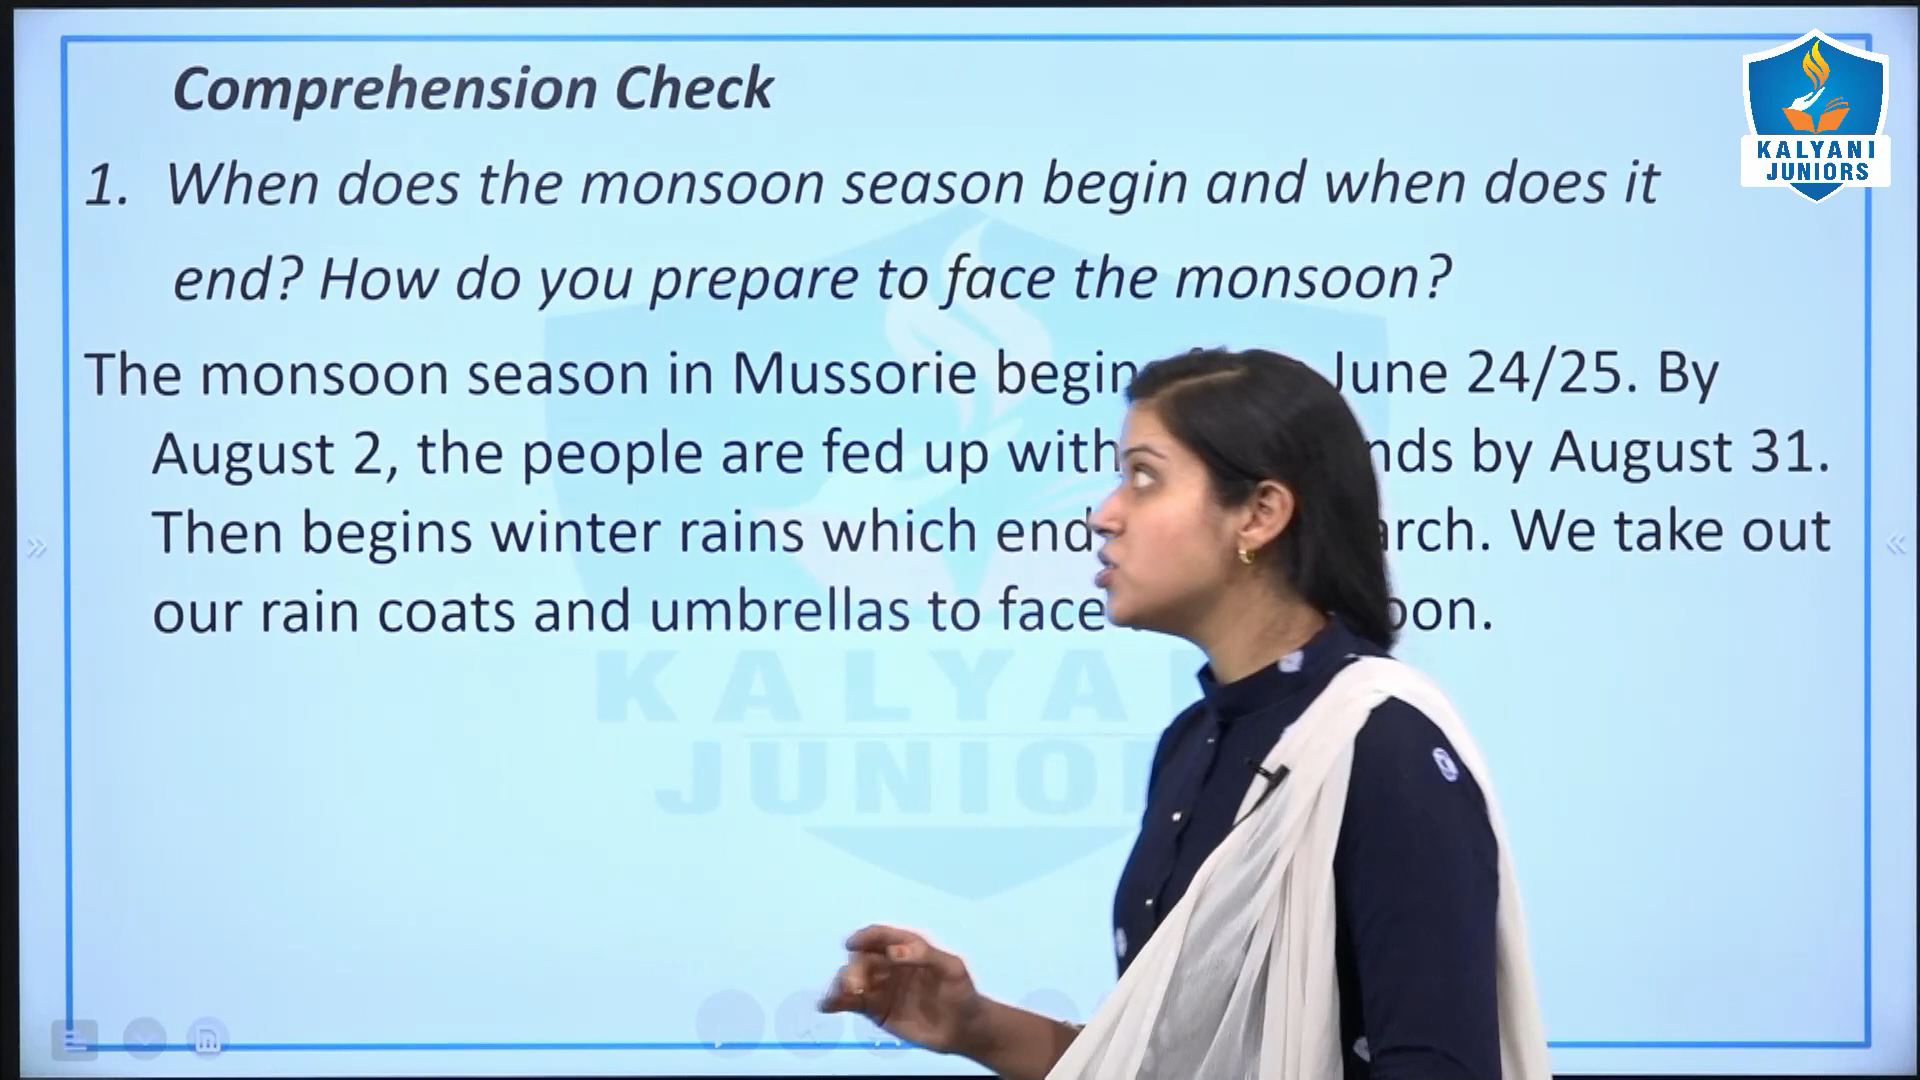 Comprehension Check
1. When does the monsoon season begin and when does it
end? How do you prepare to face the monsoon?
The monsoon season in Mussorie begin June 24/25. By
August 2, the people are fed up with nds by August 31.
Then begins winter rains which end arch. We take out
our rain coats and umbrellas to face oon.
KALYANI
JUNIORS
KALYA
JUNIO